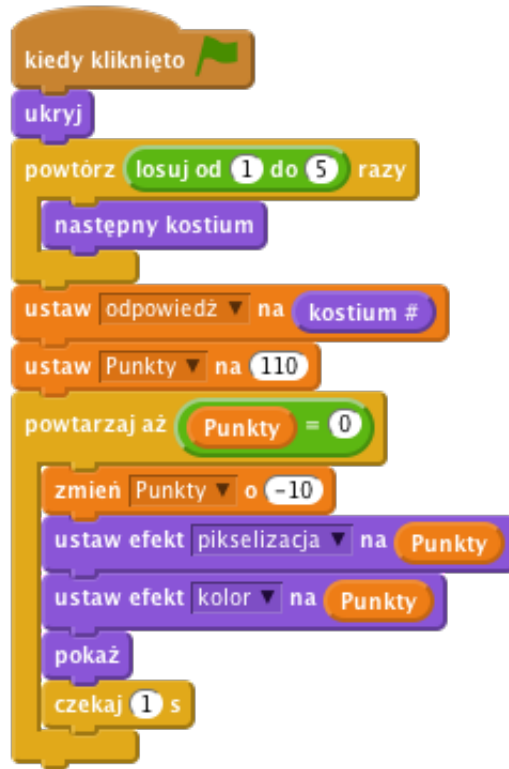 kiedy kliknięto
ukryj
powtórz losuj od 1 do 5 razy
następny kostium
ustaw odpowiedź ▼ na kostium #
ustaw Punkty ▼ na 110
powtarzaj aż Punkty = 0
zmień Punkty ▼ o -10
ustaw efekt pikselizacja ▼ na Punkty
ustaw efekt kolor ▼ na Punkty
pokaż
czekaj 1 s